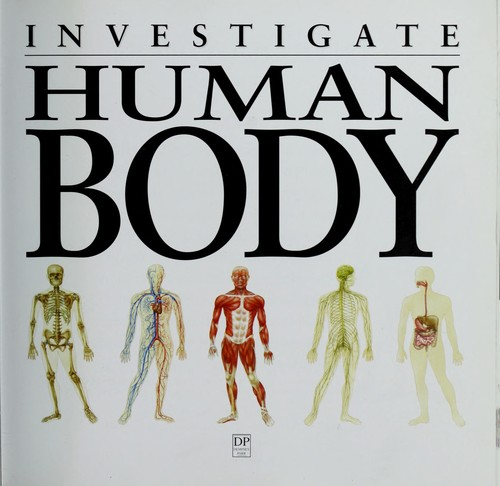 INVESTIGATE
HUMAN
BODY
DP